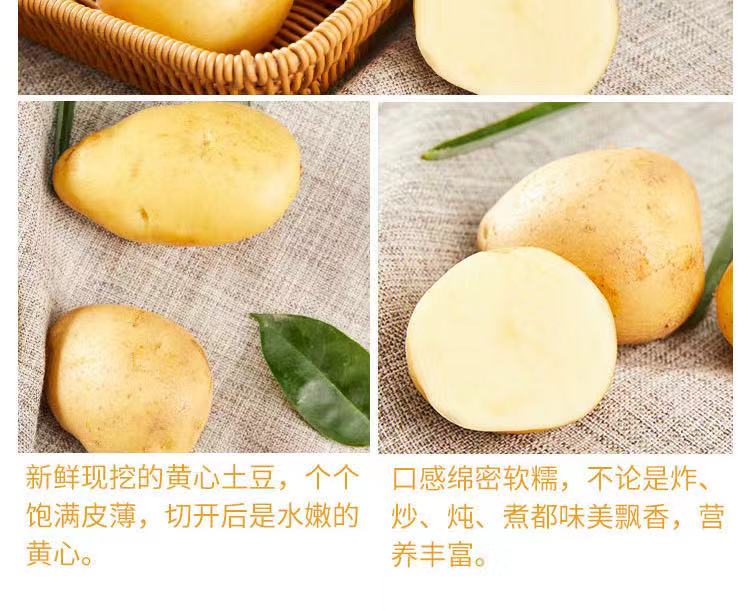 新鲜现挖的黄心土豆，个个
饱满皮薄，切开后是水嫩的
黄心。
口感绵密软糯，不论是炸、
炒、炖、煮都味美飘香，营
养丰富。